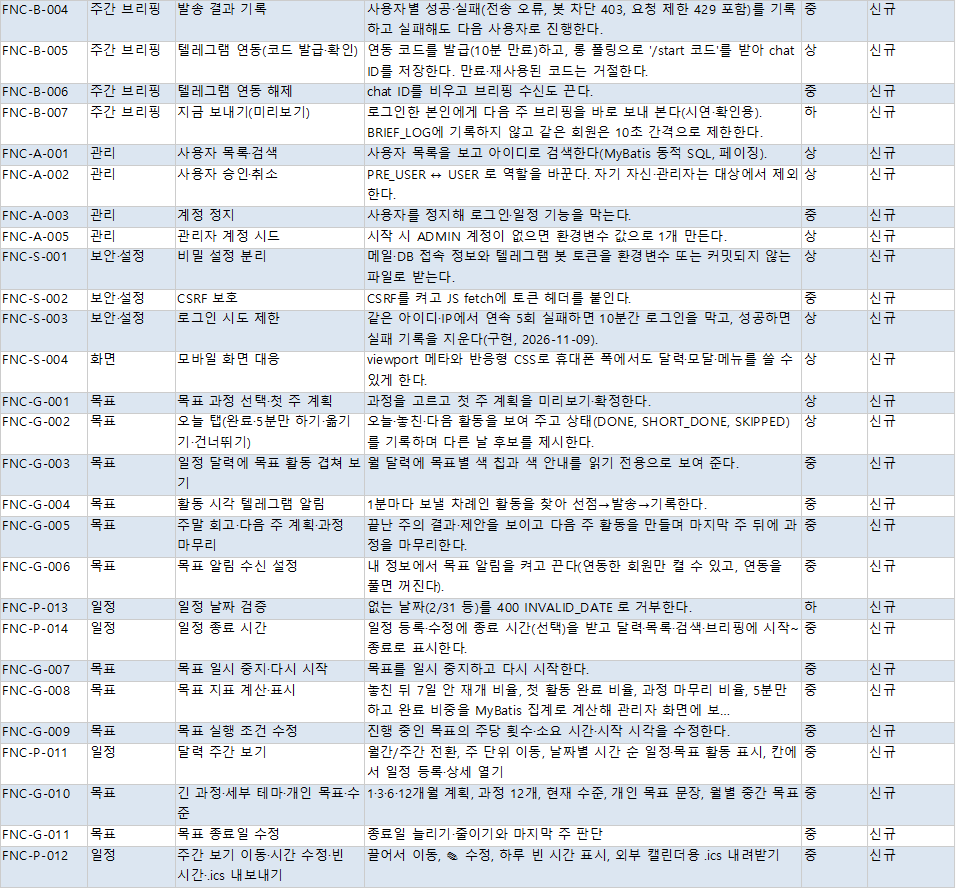 FNC-B-004 주간 브리핑 발송 결과 기록 사용자별 성공·실패(전송 오류, 봇 차단 403, 요청 제한 429 포함)를 기록 중 신규
하고 실패해도 다음 사용자로 진행한다.
FNC-B-005 주간 브리핑 텔레그램 연동(코드 발급·확인) 연동 코드를 발급(10분 만료)하고, 롱 폴링으로 '/start 코드'를 받아 chat 상 신규
ID를 저장한다. 만료·재사용된 코드는 거절한다.
FNC-B-006 주간 브리핑 텔레그램 연동 해제 chat ID를 비우고 브리핑 수신도 끈다. 중 신규
FNC-B-007 주간 브리핑 지금 보내기(미리보기) 로그인한 본인에게 다음 주 브리핑을 바로 보내 본다(시연·확인용). 하 신규
BRIEF_LOG에 기록하지 않고 같은 회원은 10초 간격으로 제한한다.
FNC-A-001 관리 사용자 목록·검색 사용자 목록을 보고 아이디로 검색한다(MyBatis 동적 SQL, 페이징). 상 신규
FNC-A-002 관리 사용자 승인·취소 PRE_USER ↔ USER 로 역할을 바꾼다. 자기 자신·관리자는 대상에서 제외 상 신규
한다.
FNC-A-003 관리 계정 정지 사용자를 정지해 로그인·일정 기능을 막는다. 중 신규
FNC-A-005 관리 관리자 계정 시드 시작 시 ADMIN 계정이 없으면 환경변수 값으로 1개 만든다. 상 신규
FNC-S-001 보안·설정 비밀 설정 분리 메일·DB 접속 정보와 텔레그램 봇 토큰을 환경변수 또는 커밋되지 않는 상 신규
파일로 받는다.
FNC-S-002 보안·설정 CSRF 보호 CSRF를 켜고 JS fetch에 토큰 헤더를 붙인다. 중 신규
FNC-S-003 보안·설정 로그인 시도 제한 같은 아이디·IP에서 연속 5회 실패하면 10분간 로그인을 막고, 성공하면 상 신규
실패 기록을 지운다(구현, 2026-11-09).
FNC-S-004 화면 모바일 화면 대응 viewport 메타와 반응형 CSS로 휴대폰 폭에서도 달력·모달·메뉴를 쓸 수 상 신규
있게 한다.
FNC-G-001 목표 목표 과정 선택·첫 주 계획 과정을 고르고 첫 주 계획을 미리보기·확정한다. 상 신규
FNC-G-002 목표 오늘 탭(완료·5분만 하기·옮기 오늘·놓친·다음 활동을 보여 주고 상태(DONE, SHORT_DONE, SKIPPED) 상 신규
기·건너뛰기) 를 기록하며 다른 날 후보를 제시한다.
FNC-G-003 목표 일정 달력에 목표 활동 겹쳐 보 월 달력에 목표별 색 칩과 색 안내를 읽기 전용으로 보여 준다. 중 신규
기
FNC-G-004 목표 활동 시각 텔레그램 알림 1분마다 보낼 차례인 활동을 찾아 선점→발송→기록한다. 중 신규
FNC-G-005 목표 주말 회고·다음 주 계획·과정 끝난 주의 결과·제안을 보이고 다음 주 활동을 만들며 마지막 주 뒤에 과 중 신규
마무리 정을 마무리한다.
FNC-G-006 목표 목표 알림 수신 설정 내 정보에서 목표 알림을 켜고 끈다(연동한 회원만 켤 수 있고, 연동을 중 신규
풀면 꺼진다).
FNC-P-013 일정 일정 날짜 검증 없는 날짜(2/31 등)를 400 INVALID_DATE 로 거부한다. 하 신규
FNC-P-014 일정 일정 종료 시간 일정 등록·수정에 종료 시간(선택)을 받고 달력·목록·검색·브리핑에 시작~ 중 신규
종료로 표시한다.
FNC-G-007 목표 목표 일시 중지·다시 시작 목표를 일시 중지하고 다시 시작한다. 중 신규
FNC-G-008 목표 목표 지표 계산·표시 놓친 뒤 7일 안 재개 비율, 첫 활동 완료 비율, 과정 마무리 비율, 5분만 중 신규
하고 완료 비중을 MyBatis 집계로 계산해 관리자 화면에 보...
FNC-G-009 목표 목표 실행 조건 수정 진행 중인 목표의 주당 횟수·소요 시간·시작 시각을 수정한다. 중 신규
FNC-P-011 일정 달력 주간 보기 월간/주간 전환, 주 단위 이동, 날짜별 시간 순 일정·목표 활동 표시, 칸에 중 신규
서 일정 등록·상세 열기
FNC-G-010 목표 긴 과정·세부 테마·개인 목표·수 1·3·6·12개월 계획, 과정 12개, 현재 수준, 개인 목표 문장, 월별 중간 목표 중 신규
준
FNC-G-011 목표 목표 종료일 수정 종료일 늘리기·줄이기와 마지막 주 판단 중 신규
FNC-P-012 일정 주간 보기 이동·시간 수정·빈 끌어서 이동, ✎ 수정, 하루 빈 시간 표시, 외부 캘린더용 .ics 내려받기 중 신규
시간·.ics 내보내기